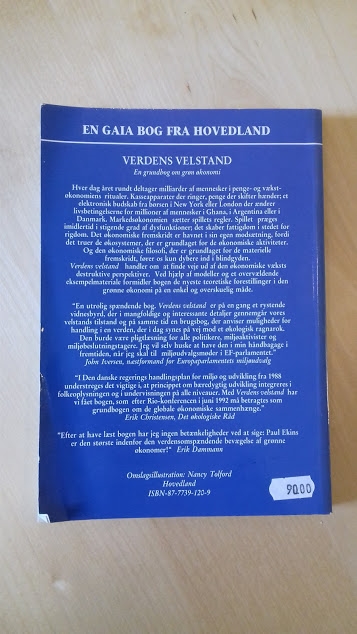 EN GAIA BOG FRA HOVEDLAND
VERDENS VELSTAND
En grundbog om grøn økonomi
Hver dag året rundt deltager milliarder af mennesker i penge- og vækst-
økonomiens ritualer. Kasseapparater der ringer, penge der skifter hænder; et
elektronisk budskab fra børsen i New York eller London der ændrer
livsbetingelserne for millioner af mennesker i Ghana, i Argentina eller i
Danmark. Markedsøkonomien sætter spillets regler. Spillet præges
imidlertid i stigende grad af dysfunktioner; det skaber fattigdom i stedet for
rigdom. Det økonomiske fremskridt er hævnet i sin egen modsætning, fordi
det truer de økosystemer, der er grundlaget for de økonomiske aktiviteter.
Og den økonomiske filosofi, der er grundlaget for de materielle
fremskridt, fører os kun dybere ind i blindgyden.
Verdens velstand handler om at finde veje ud af den økonomiske væksts
destruktive perspektiver. Ved hjælp af modeller og et overvældende
eksempelmateriale formidler bogen de nyeste teoretiske forestillinger i den
grønne økonomi på en enkel og overskuelig måde.
"En utrolig spændende bog. Verdens velstand er på en gang et rystende
vidnesbyrd, der i mangfoldige og interessante detaljer gennemgår vores
velstands tilstand og på samme tid en brugsbog, der anviser muligheder for
handling i en verden, der i dag synes på vej mod et økologisk ragnarok.
Den burde være pligtlæsning for alle politikere, miljøaktivister og
miljøbeslutningstagere. Jeg vil selv huske at have den i min håndbagage i
fremtiden, når jeg skal til miljøudvalgsmøder i EF-parlamentet."
John Iversen, næstformand for Europaparlamentets miljøudvalg
"I Den danske regerings handlingsplan for miljø og udvikling fra 1988
understreges det vigtige i, at princippet om bæredygtig udvikling integreres i
folkeoplysningen og i undervisningen på alle niveauer. Med Verdens velstand har
vi fået bogen, som efter Rio-konferencen i juni 1992 må betragtes som
grundbogen om de globale økonomiske sammenhænge."
Erik Christensen, Det økologiske Råd
"Efter at have læst bogen har jeg ingen betænkeligheder ved at sige: Paul Ekins
er den største indenfor den verdensomspændende bevægelse af grønne
økonomer!" Erik Dammann
Omslagsillustration: Nancy Tolford
Hovedland
ISBN-87-7739-120-9
90.00